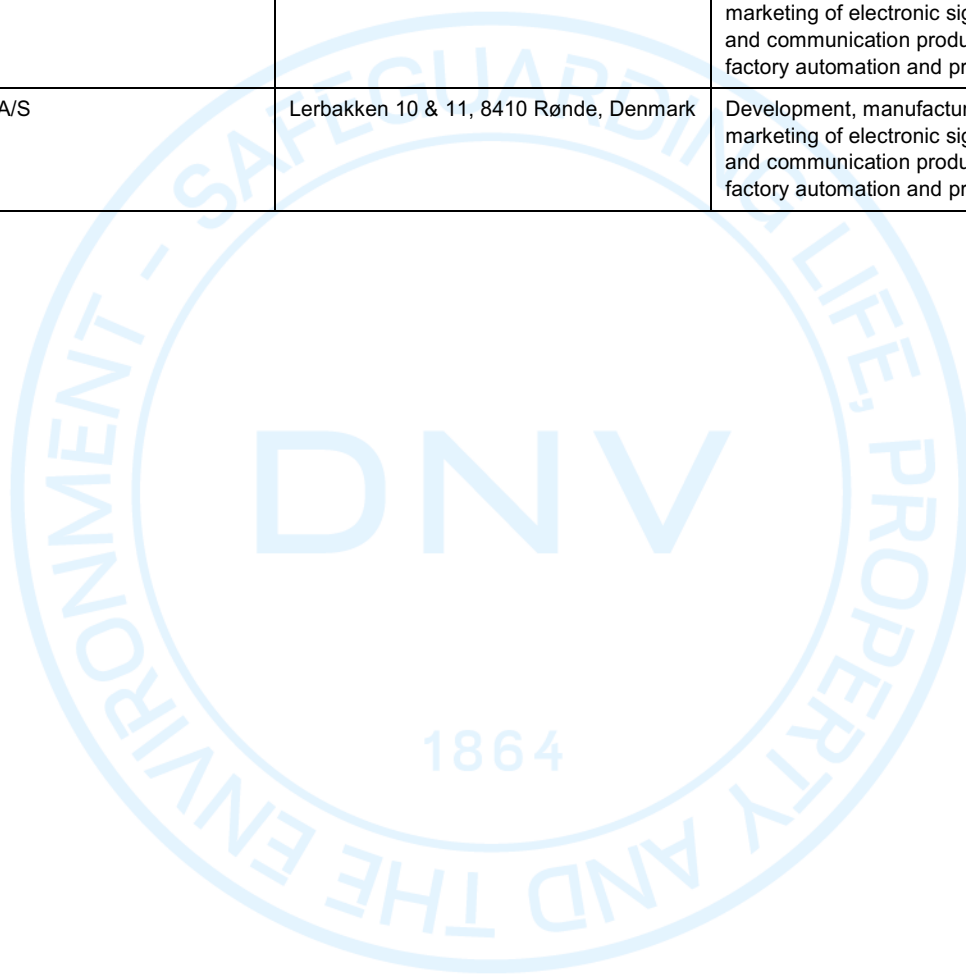 marketing of electronic sig
and communication produ
factory automation and pr
A/S
Lerbakken 10 & 11, 8410 Rønde, Denmark
Development, manufactur
marketing of electronic sig
and communication produ
factory automation and pr
SAFEGUARDING LIFE, PROPERTY AND THE ENVIRONMENT -
DNV
1864